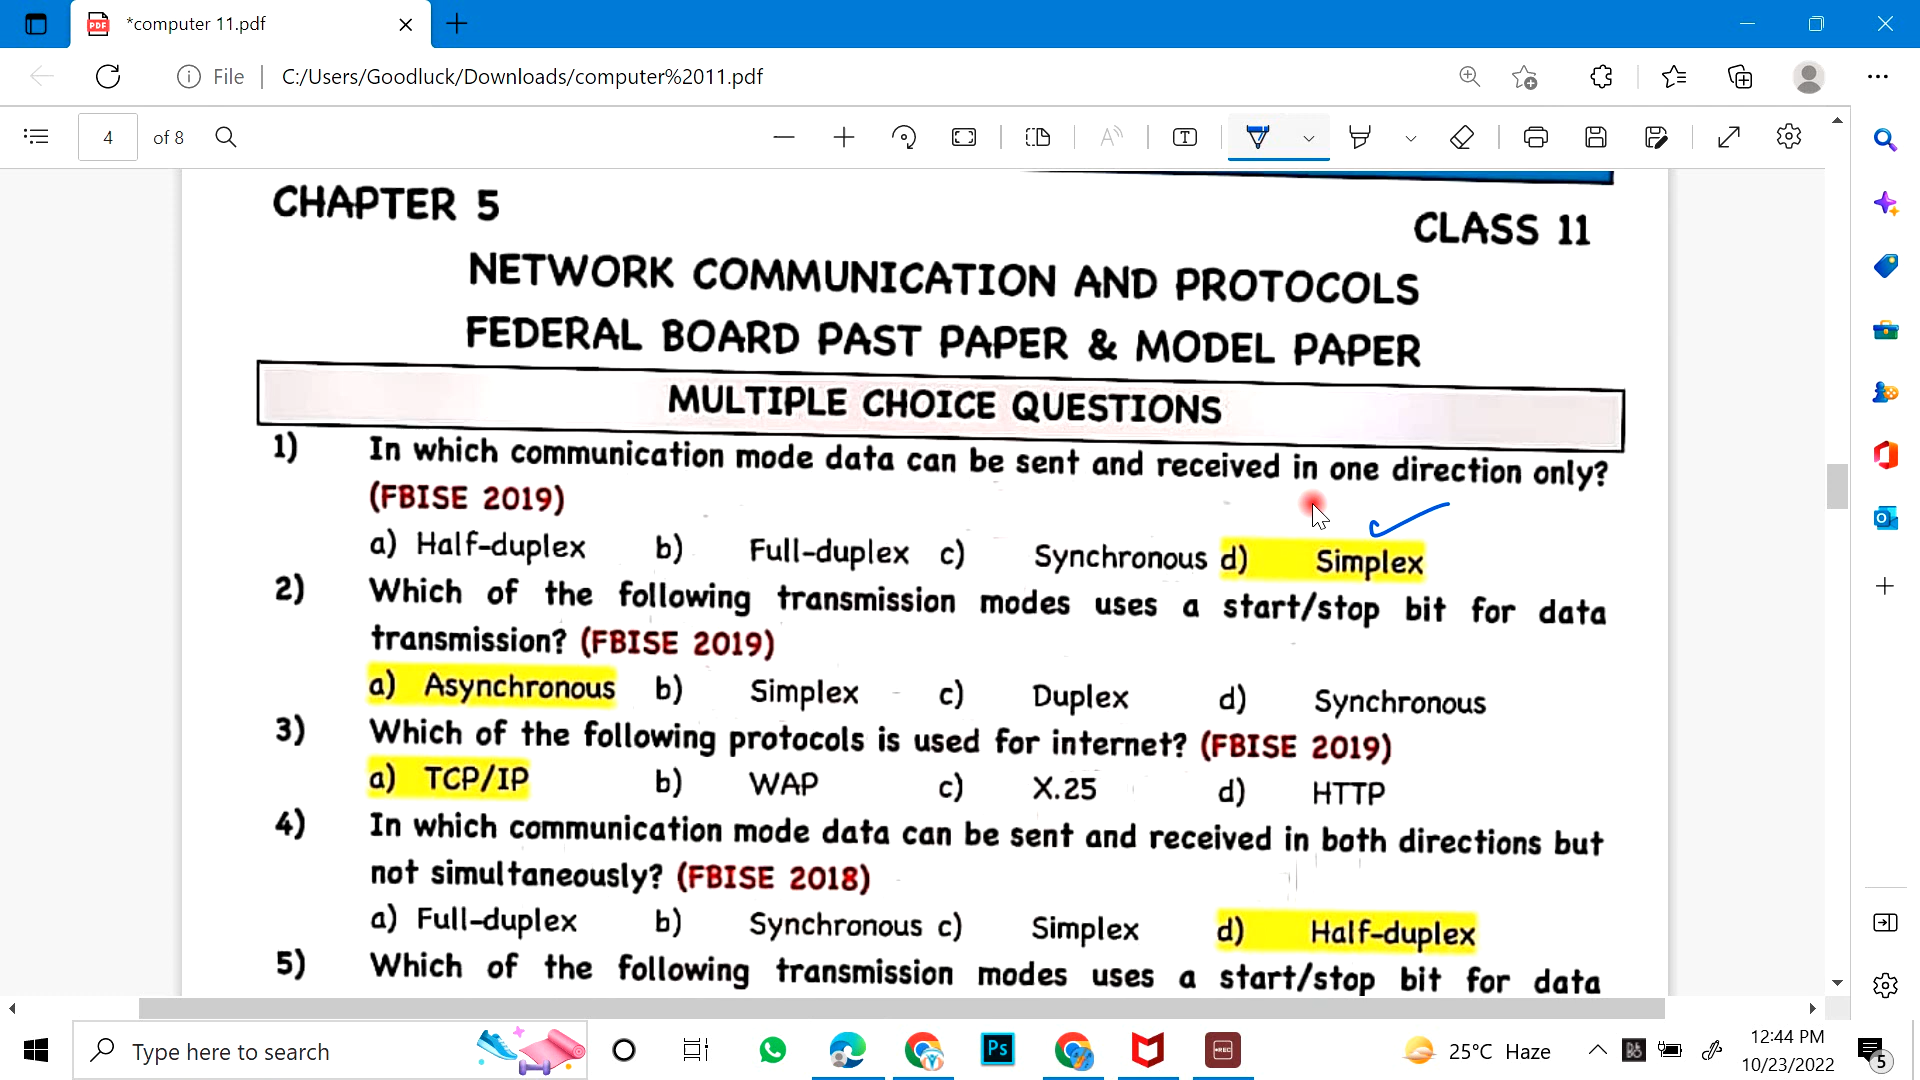 *computer 11.pdf
File
C:/Users/Goodluck/Downloads/computer%2011.pdf
4 of 8
CHAPTER 5
CLASS 11
NETWORK COMMUNICATION AND PROTOCOLS
FEDERAL BOARD PAST PAPER & MODEL PAPER
MULTIPLE CHOICE QUESTIONS
1) In which communication mode data can be sent and received in one direction only?
(FBISE 2019)
a) Half-duplex b) Full-duplex c) Synchronous d) Simplex
2) Which of the following transmission modes uses a start/stop bit for data
transmission? (FBISE 2019)
a) Asynchronous b) Simplex c) Duplex d) Synchronous
3) Which of the following protocols is used for internet? (FBISE 2019)
a) TCP/IP b) WAP c) X.25 d) HTTP
4) In which communication mode data can be sent and received in both directions but
not simultaneously? (FBISE 2018)
a) Full-duplex b) Synchronous c) Simplex d) Half-duplex
5) Which of the following transmission modes uses a start/stop bit for data
Type here to search
Ps
REC
25°C Haze
12:44 PM
10/23/2022
5